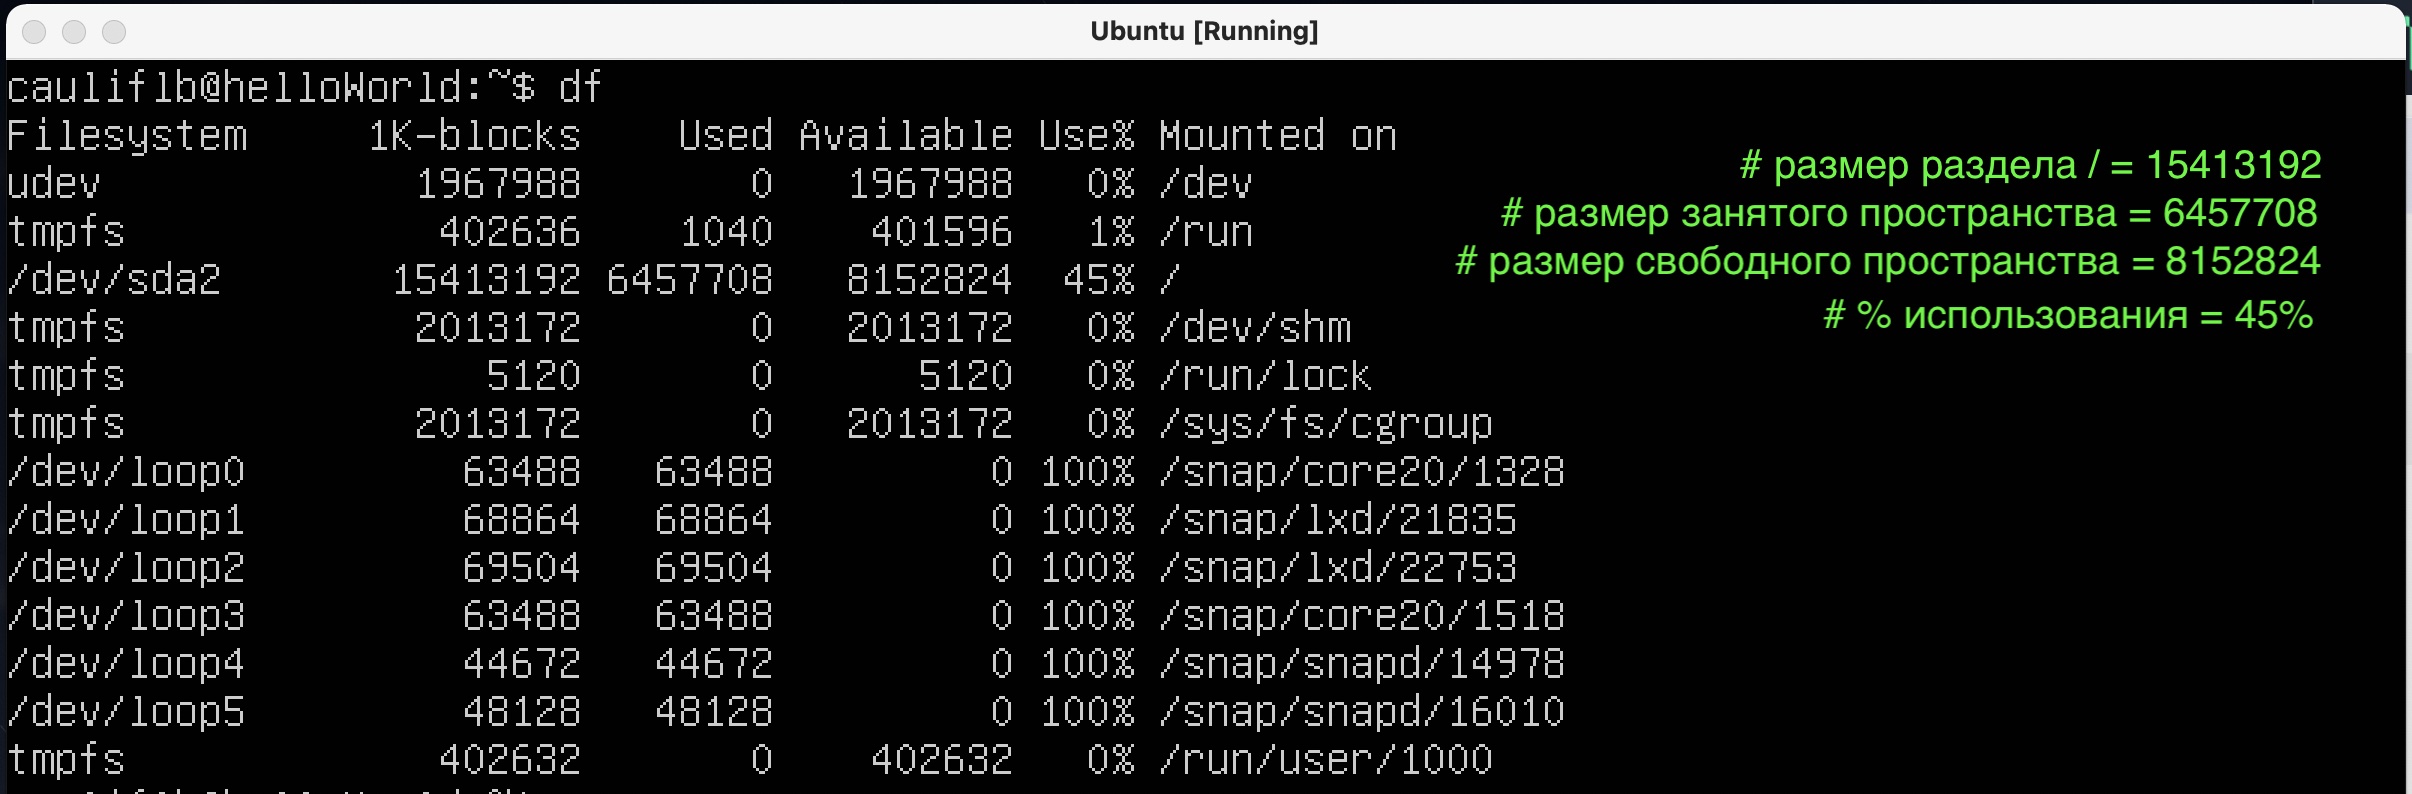 Ubuntu [Running]
cauliflb@helloWorld:~$ df
Filesystem     1K-blocks    Used Available Use% Mounted on
udev             1967988       0   1967988   0% /dev
# размер раздела / = 15413192
tmpfs             402636    1040    401596   1% /run
# размер занятого пространства = 6457708
/dev/sda2       15413192 6457708   8152824  45% /
# размер свободного пространства = 8152824
tmpfs            2013172       0   2013172   0% /dev/shm
# % использования = 45%
tmpfs               5120       0      5120   0% /run/lock
tmpfs            2013172       0   2013172   0% /sys/fs/cgroup
/dev/loop0         63488   63488         0 100% /snap/core20/1328
/dev/loop1         68864   68864         0 100% /snap/lxd/21835
/dev/loop2         69504   69504         0 100% /snap/lxd/22753
/dev/loop3         63488   63488         0 100% /snap/core20/1518
/dev/loop4         44672   44672         0 100% /snap/snapd/14978
/dev/loop5         48128   48128         0 100% /snap/snapd/16010
tmpfs             402632       0    402632   0% /run/user/1000